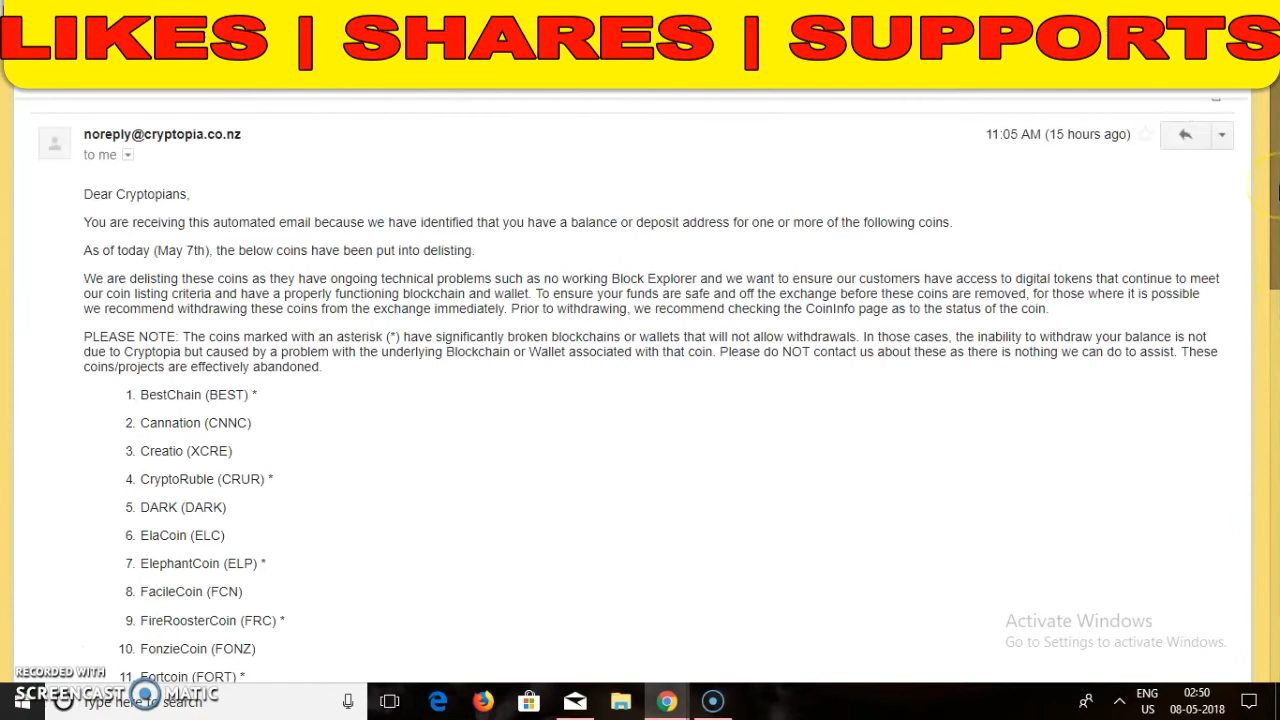 LIKES | SHARES | SUPPORTS
noreply@cryptopia.co.nz
11:05 AM (15 hours ago)
to me
Dear Cryptopians,
You are receiving this automated email because we have identified that you have a balance or deposit address for one or more of the following coins.
As of today (May 7th), the below coins have been put into delisting.
We are delisting these coins as they have ongoing technical problems such as no working Block Explorer and we want to ensure our customers have access to digital tokens that continue to meet
our coin listing criteria and have a properly functioning blockchain and wallet. To ensure your funds are safe and off the exchange before these coins are removed, for those where it is possible
we recommend withdrawing these coins from the exchange immediately. Prior to withdrawing, we recommend checking the CoinInfo page as to the status of the coin.
PLEASE NOTE: The coins marked with an asterisk (*) have significantly broken blockchains or wallets that will not allow withdrawals. In those cases, the inability to withdraw your balance is not
due to Cryptopia but caused by a problem with the underlying Blockchain or Wallet associated with that coin. Please do NOT contact us about these as there is nothing we can do to assist. These
coins/projects are effectively abandoned.
1. BestChain (BEST) *
2. Cannation (CNNC)
3. Creatio (XCRE)
4. CryptoRuble (CRUR) *
5. DARK (DARK)
6. ElaCoin (ELC)
7. ElephantCoin (ELP) *
8. FacileCoin (FCN)
9. FireRoosterCoin (FRC) *
10. FonzieCoin (FONZ)
11. Fortcoin (FORT) *
Activate Windows
Go to Settings to activate Windows.
RECORDED WITH
SCREENCAST MATIC
Type here to search
ENG
US
02:50
08-05-2018